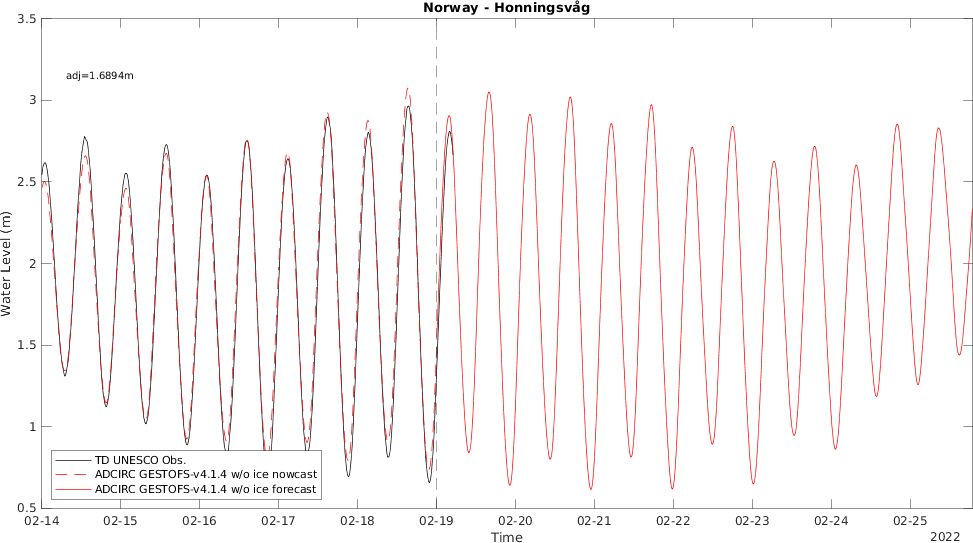 Norway - Honningsvåg
3.5
adj=1.6894m
3
2.5
Water Level (m)
2
1.5
1
TD UNESCO Obs.
ADCIRC GESTOFS-v4.1.4 w/o ice nowcast
ADCIRC GESTOFS-v4.1.4 w/o ice forecast
0.5
02-14 02-15 02-16 02-17 02-18 02-19 02-20 02-21 02-22 02-23 02-24 02-25
Time
2022